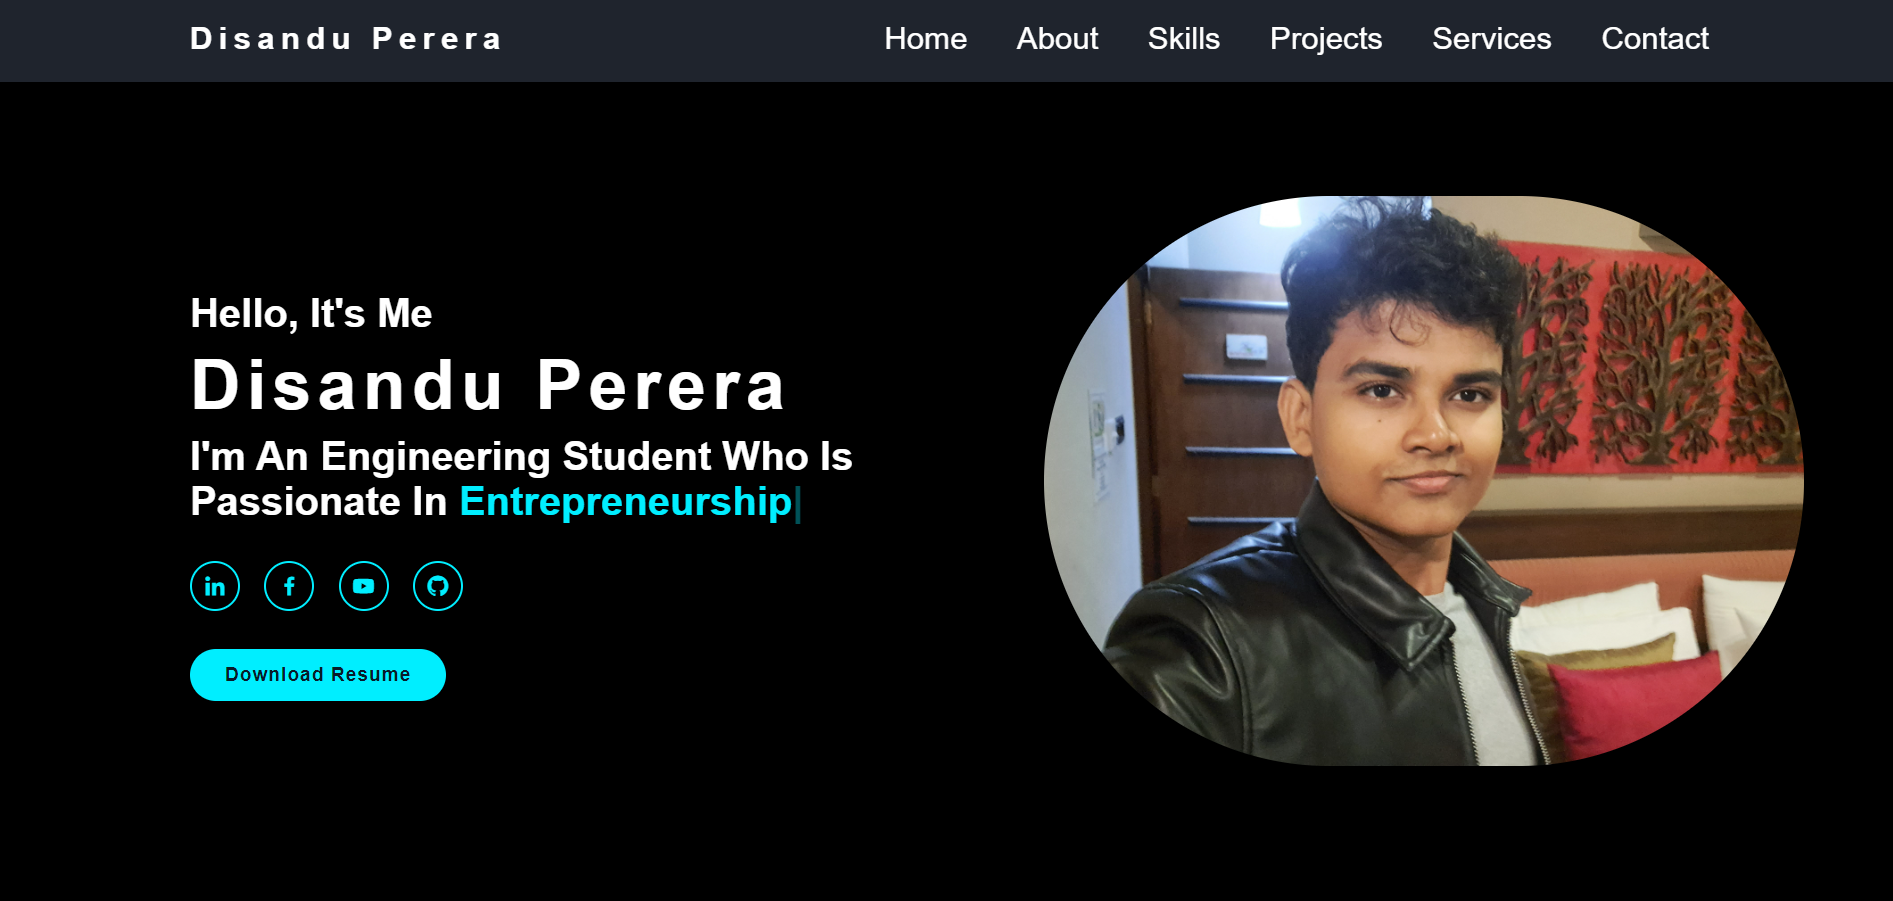 Disandu Perera
Home About Skills Projects Services Contact
Hello, It's Me
Disandu Perera
I'm An Engineering Student Who Is
Passionate In Entrepreneurship|
in
f
Download Resume